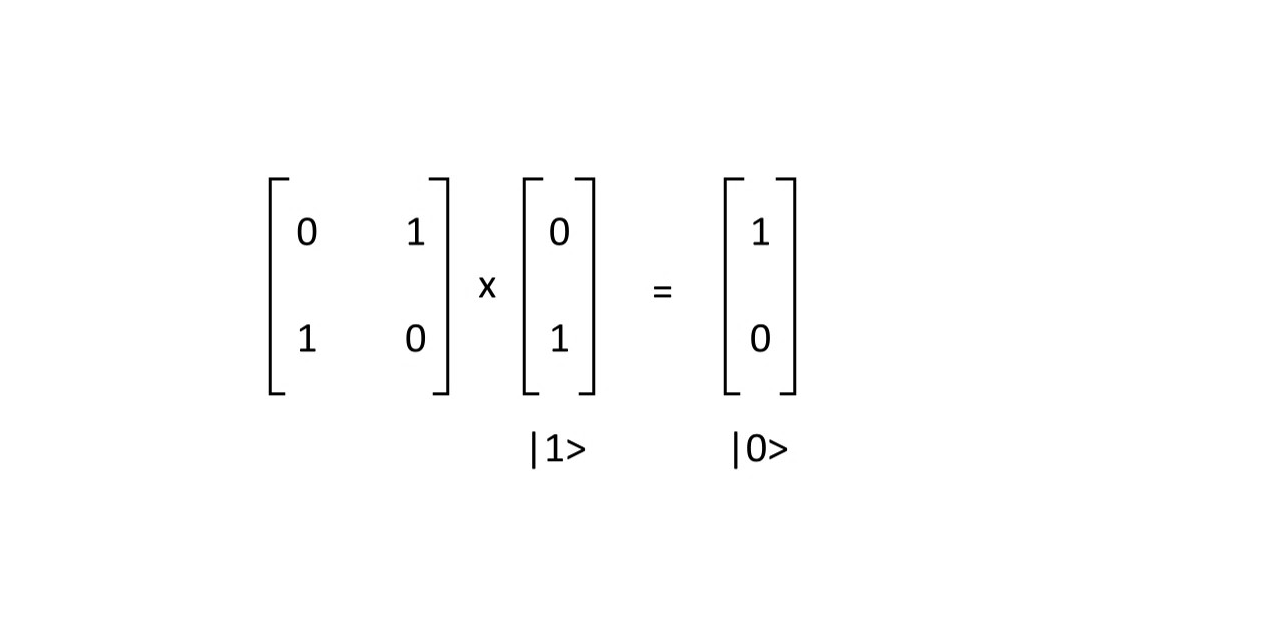 0 1 0 1
x =
1 0 1 0
|1> |0>